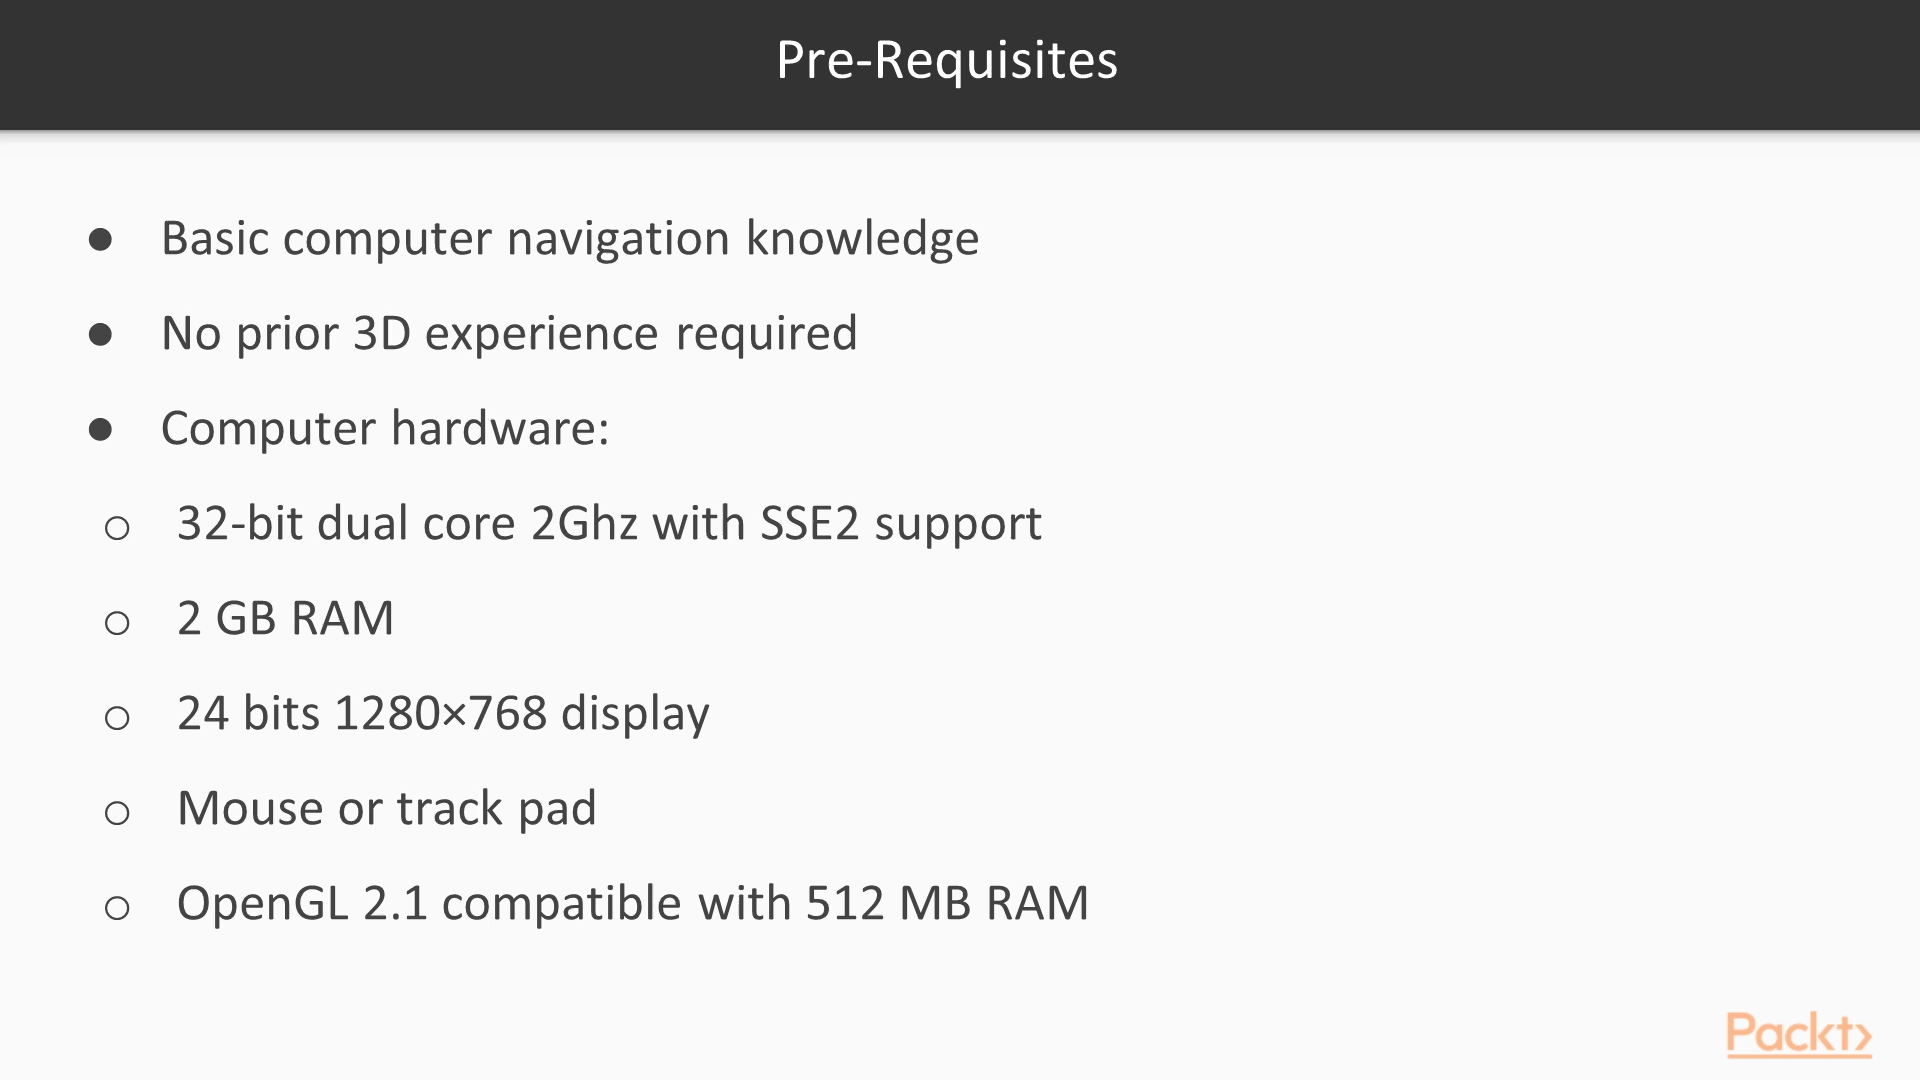 Pre-Requisites
● Basic computer navigation knowledge
● No prior 3D experience required
● Computer hardware:
○ 32-bit dual core 2Ghz with SSE2 support
○ 2 GB RAM
○ 24 bits 1280×768 display
○ Mouse or track pad
○ OpenGL 2.1 compatible with 512 MB RAM
Packt>